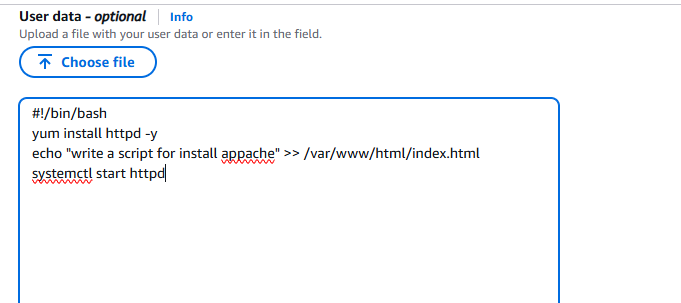 User data - optional Info
Upload a file with your user data or enter it in the field.
Choose file
#!/bin/bash
yum install httpd -y
echo "write a script for install appache" >> /var/www/html/index.html
systemctl start httpd